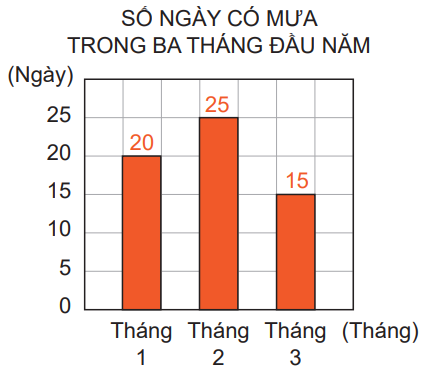 SỐ NGÀY CÓ MƯA
TRONG BA THÁNG ĐẦU NĂM
(Ngày)
25
20
15
10
5
0
20
25
15
Tháng 1
Tháng 2
Tháng 3
(Tháng)